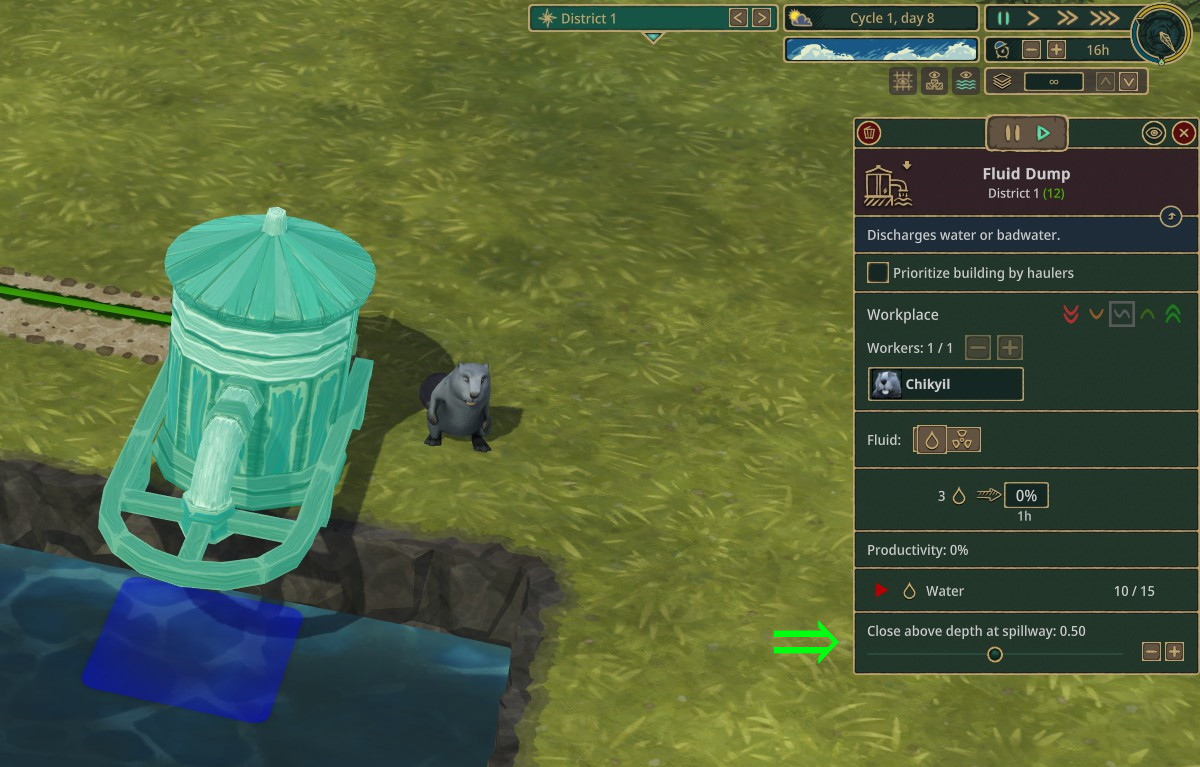 District 1
Cycle 1, day 8
16h
∞
Fluid Dump
District 1 (12)
Discharges water or badwater.
Prioritize building by haulers
Workplace
Workers: 1 / 1
Chikyil
Fluid:
3
0%
1h
Productivity: 0%
Water 10 / 15
Close above depth at spillway: 0.50